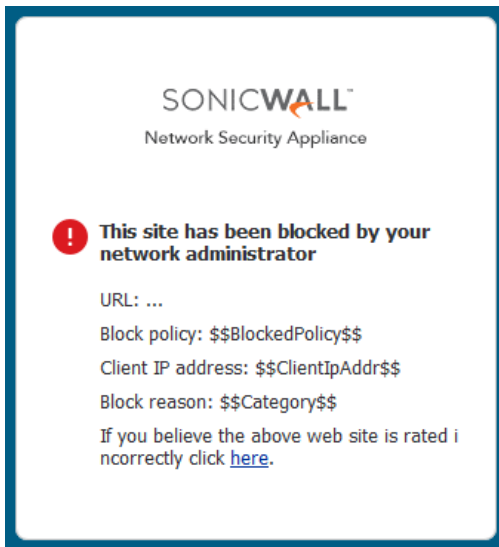 SONICWALL™
Network Security Appliance
This site has been blocked by your
network administrator
URL: ...
Block policy: $$BlockedPolicy$$
Client IP address: $$ClientIpAddr$$
Block reason: $$Category$$
If you believe the above web site is rated i
ncorrectly click here.